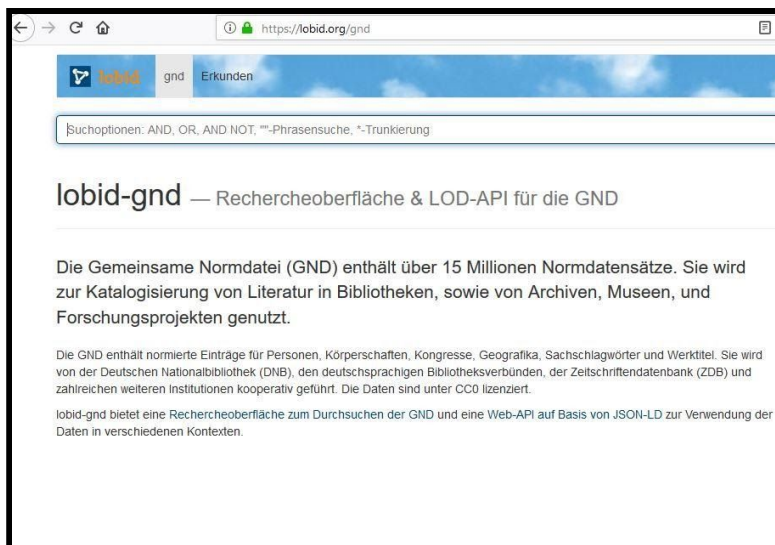 https://lobid.org/gnd
lobid gnd Erkunden
Suchoptionen: AND, OR, AND NOT, ""-Phrasensuche, *-Trunkierung
lobid-gnd — Rechercheoberfläche & LOD-API für die GND
Die Gemeinsame Normdatei (GND) enthält über 15 Millionen Normdatensätze. Sie wird
zur Katalogisierung von Literatur in Bibliotheken, sowie von Archiven, Museen, und
Forschungsprojekten genutzt.
Die GND enthält normierte Einträge für Personen, Körperschaften, Kongresse, Geografika, Sachschlagwörter und Werktitel. Sie wird
von der Deutschen Nationalbibliothek (DNB), den deutschsprachigen Bibliotheksverbünden, der Zeitschriftendatenbank (ZDB) und
zahlreichen weiteren Institutionen kooperativ geführt. Die Daten sind unter CC0 lizenziert.
lobid-gnd bietet eine Rechercheoberfläche zum Durchsuchen der GND und eine Web-API auf Basis von JSON-LD zur Verwendung der
Daten in verschiedenen Kontexten.